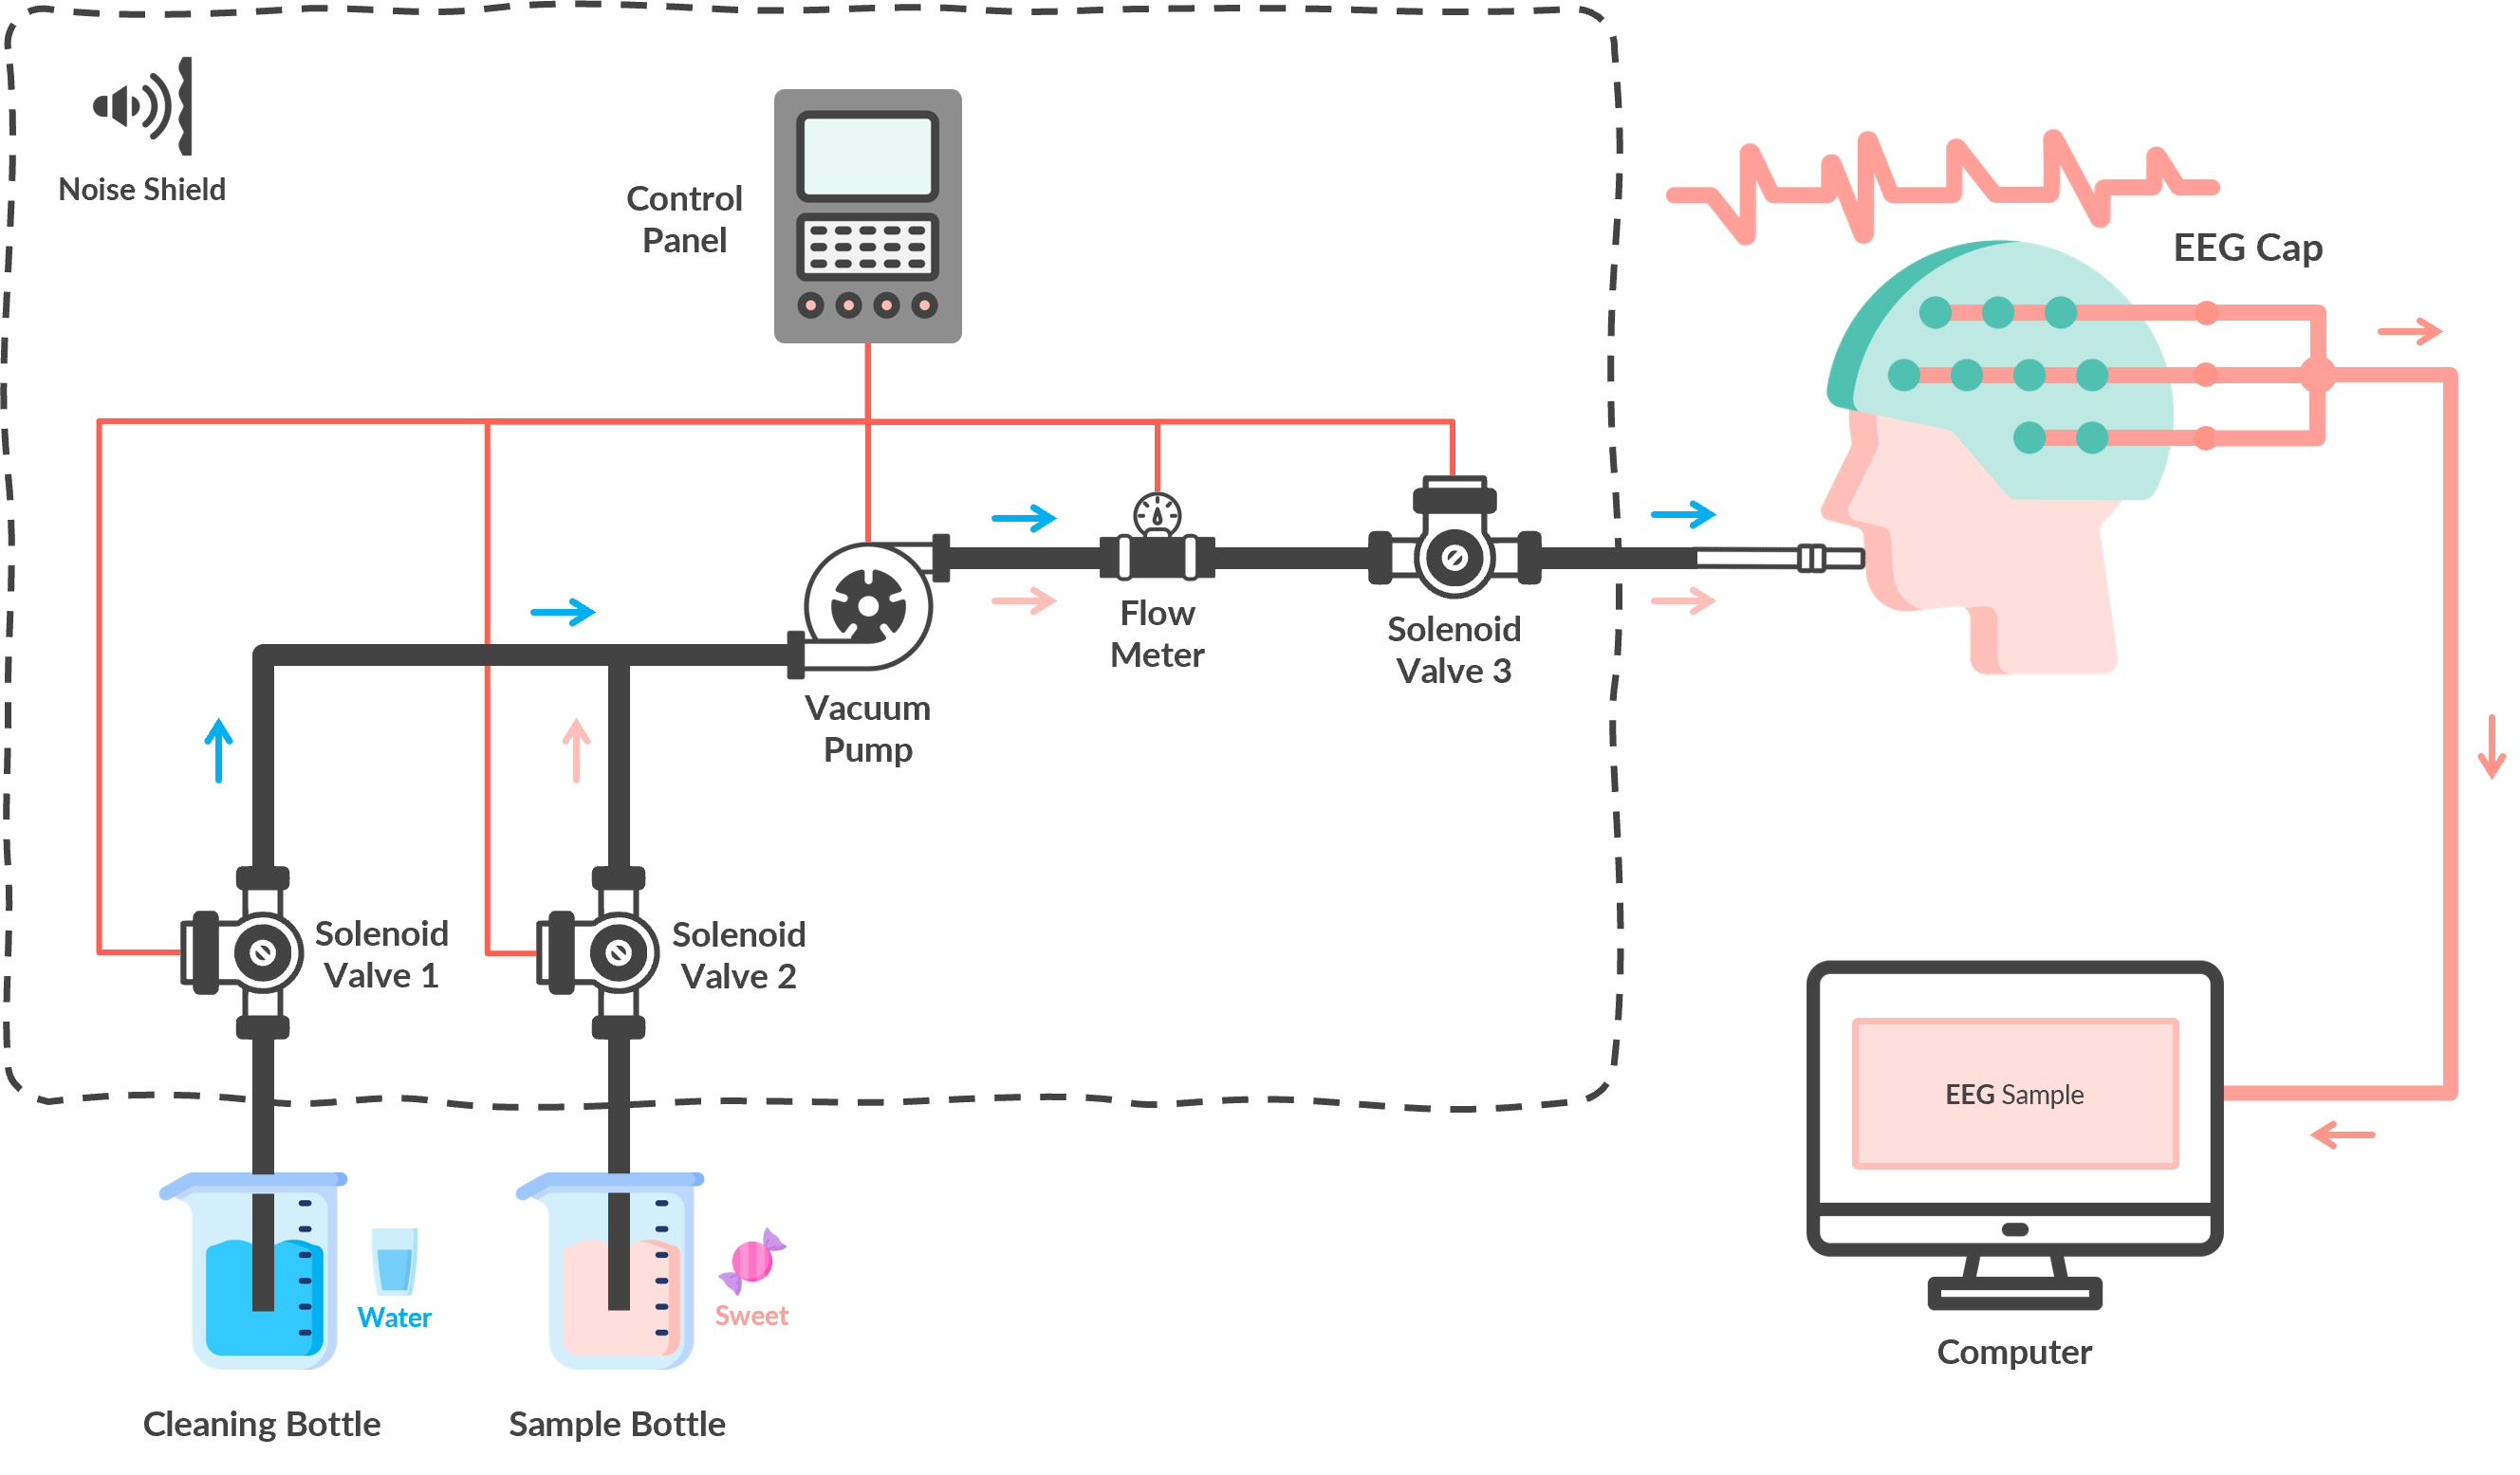 Noise Shield
Control
Panel
EEG Cap
Flow
Meter
Solenoid
Valve 3
Vacuum
Pump
Solenoid
Valve 1
Solenoid
Valve 2
EEG Sample
Water
Sweet
Computer
Cleaning Bottle
Sample Bottle